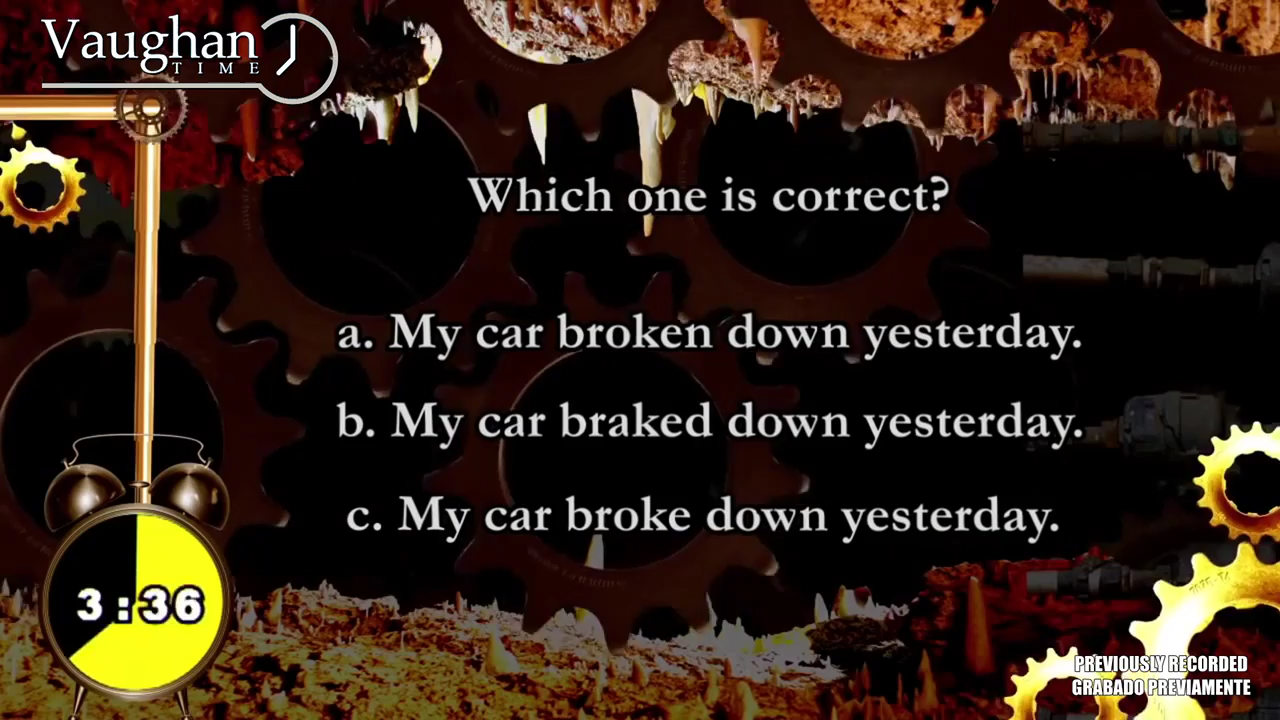 Vaughan
TIME
Which one is correct?
a. My car broken down yesterday.
b. My car braked down yesterday.
c. My car broke down yesterday.
3:36
PREVIOUSLY RECORDED
GRABADO PREVIAMENTE